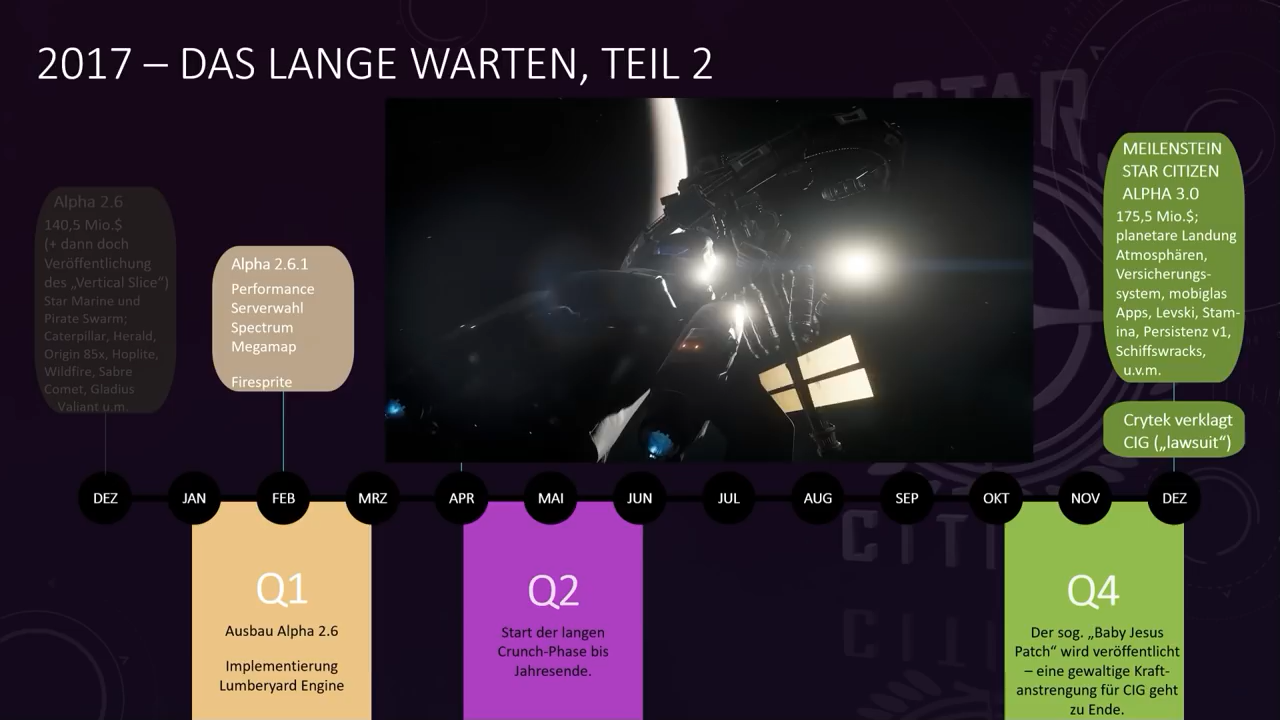 2017 – DAS LANGE WARTEN, TEIL 2
Alpha 2.6
140,5 Mio.$
(+ dann doch
Veröffentlichung
des „Vertical Slice“)
Star Marine und
Pirate Swarm;
Caterpillar, Herald,
Origin 85x, Hoplite,
Wildfire, Sabre
Comet, Gladius
Valiant u.m.
Alpha 2.6.1
Performance
Serverwahl
Spectrum
Megamap
Firesprite
MEILENSTEIN
STAR CITIZEN
ALPHA 3.0
175,5 Mio.$;
planetare Landung
Atmosphären,
Versicherungs-
system, mobiglas
Apps, Levski, Stam-
ina, Persistenz v1,
Schiffswracks,
u.v.m.
Crytek verklagt
CIG („lawsuit“)
DEZ JAN FEB MRZ APR MAI JUN JUL AUG SEP OKT NOV DEZ
Q1
Ausbau Alpha 2.6
Implementierung
Lumberyard Engine
Q2
Start der langen
Crunch-Phase bis
Jahresende.
Q4
Der sog. „Baby Jesus
Patch“ wird veröffentlicht
– eine gewaltige Kraft-
anstrengung für CIG geht
zu Ende.
STAR
CITI